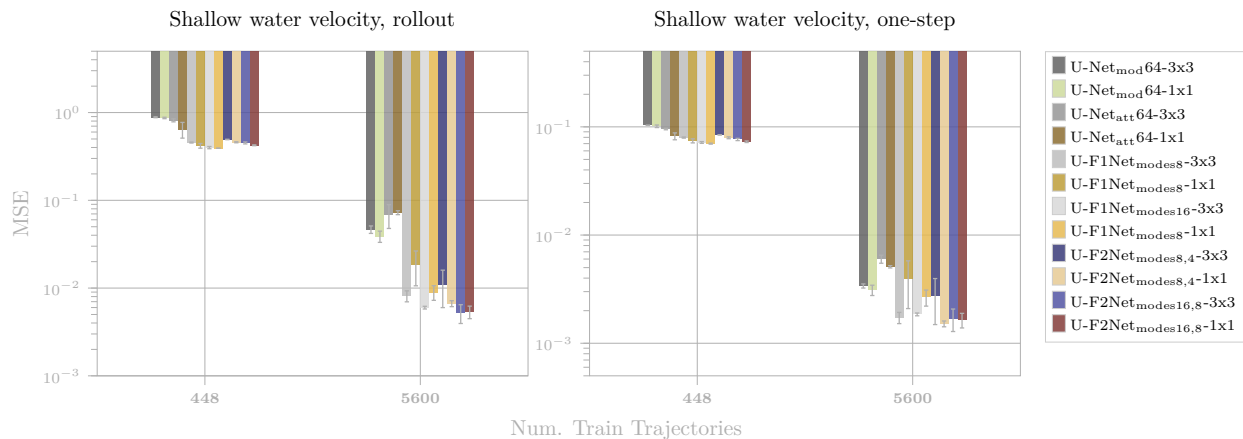 Shallow water velocity, rollout
Shallow water velocity, one-step
MSE
10⁰
10⁻¹
10⁻²
10⁻³
448
5600
10⁻¹
10⁻²
10⁻³
448
5600
Num. Train Trajectories
U-Net_mod64-3x3
U-Net_mod64-1x1
U-Net_att64-3x3
U-Net_att64-1x1
U-F1Net_modes8-3x3
U-F1Net_modes8-1x1
U-F1Net_modes16-3x3
U-F1Net_modes8-1x1
U-F2Net_modes8,4-3x3
U-F2Net_modes8,4-1x1
U-F2Net_modes16,8-3x3
U-F2Net_modes16,8-1x1